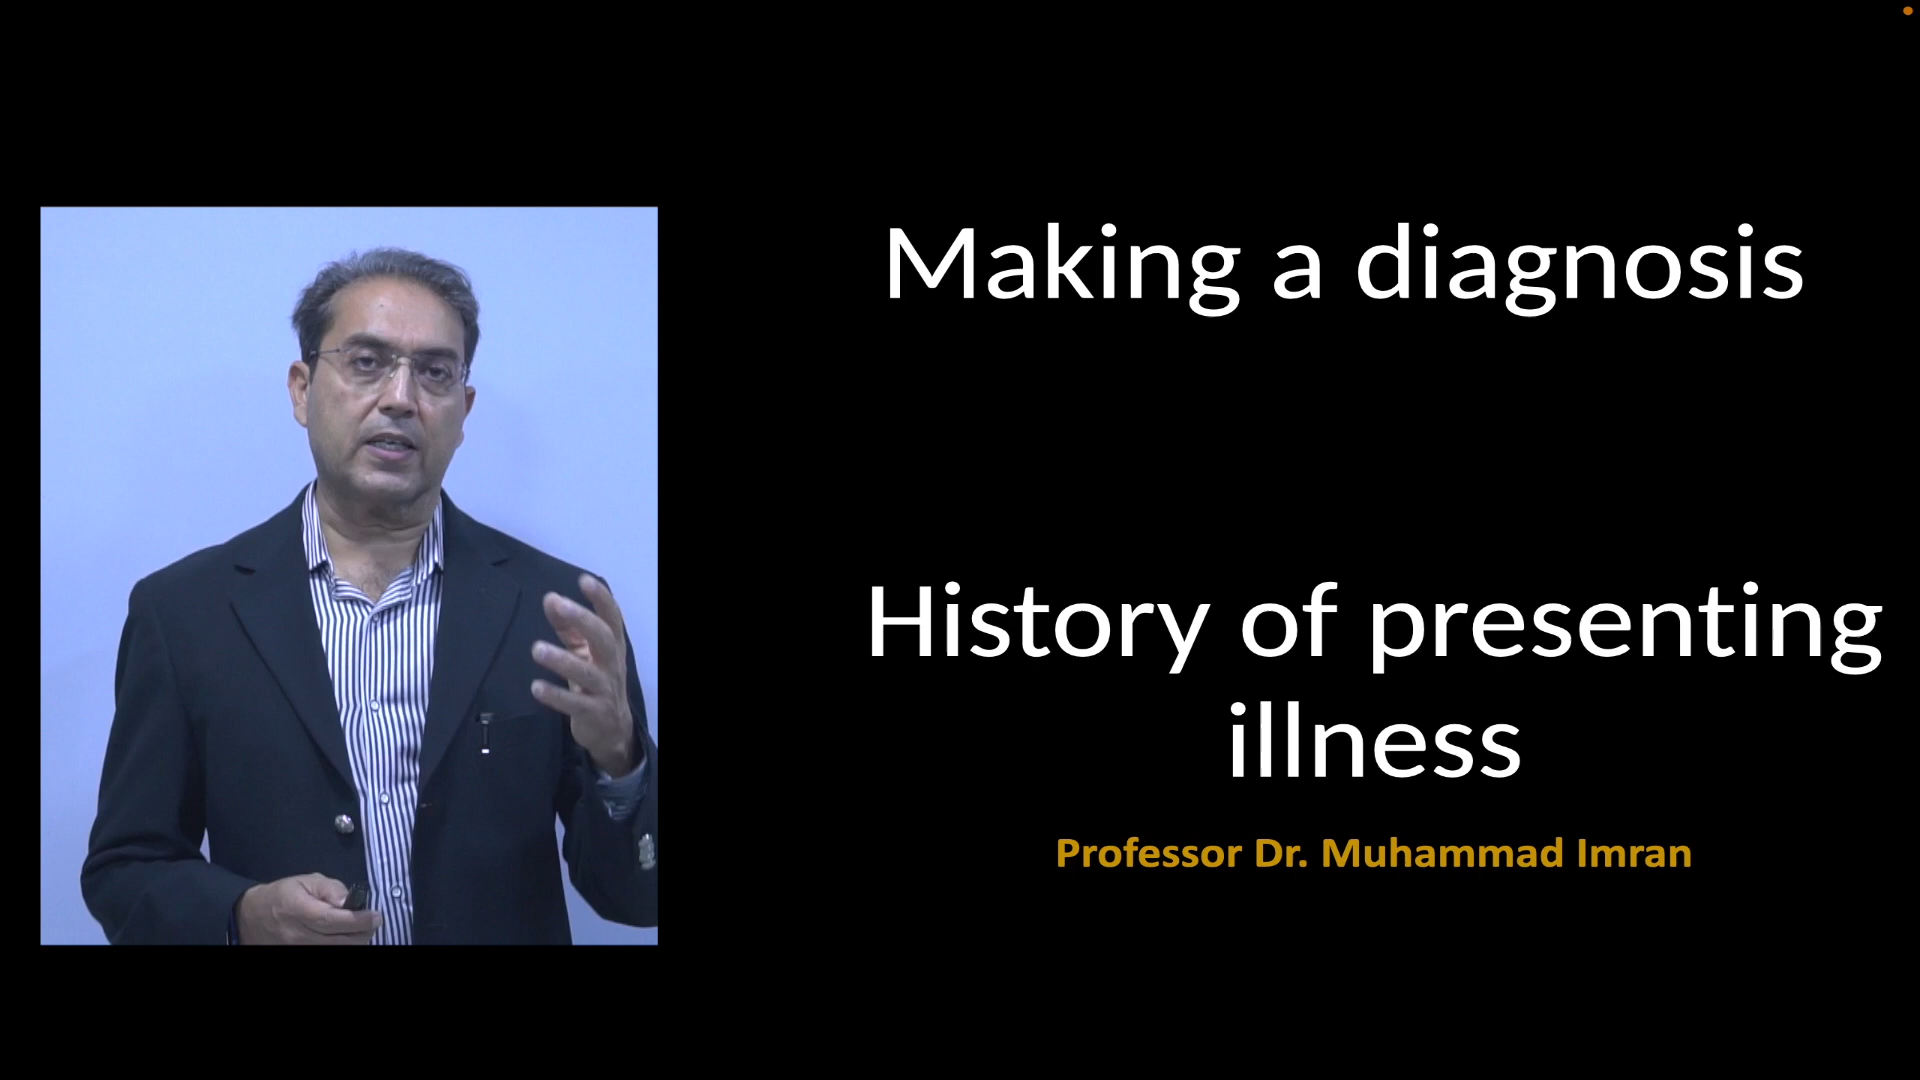 Making a diagnosis
History of presenting
illness
Professor Dr. Muhammad Imran